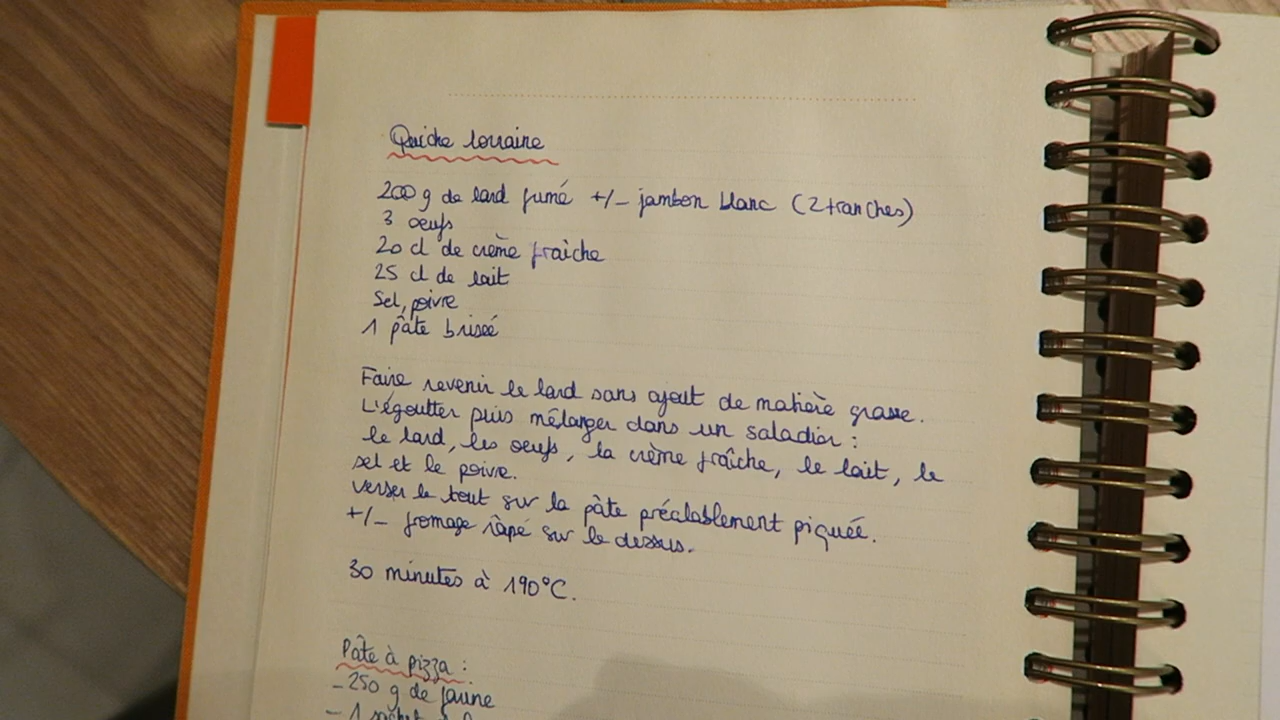 Quiche lorraine
200 g de lard fumé +/- jambon blanc (2 tranches)
3 oeufs
20 cl de crème fraîche
25 cl de lait
Sel, poivre
1 pâte brisée
Faire revenir le lard sans ajout de matière grasse.
L'égoutter puis mélanger dans un saladier :
le lard, les oeufs, la crème fraîche, le lait, le
sel et le poivre.
Verser le tout sur la pâte préalablement piquée.
+/- fromage râpé sur le dessus.
30 minutes à 190°C.
Pâte à pizza :
- 250 g de farine
- 1 sachet